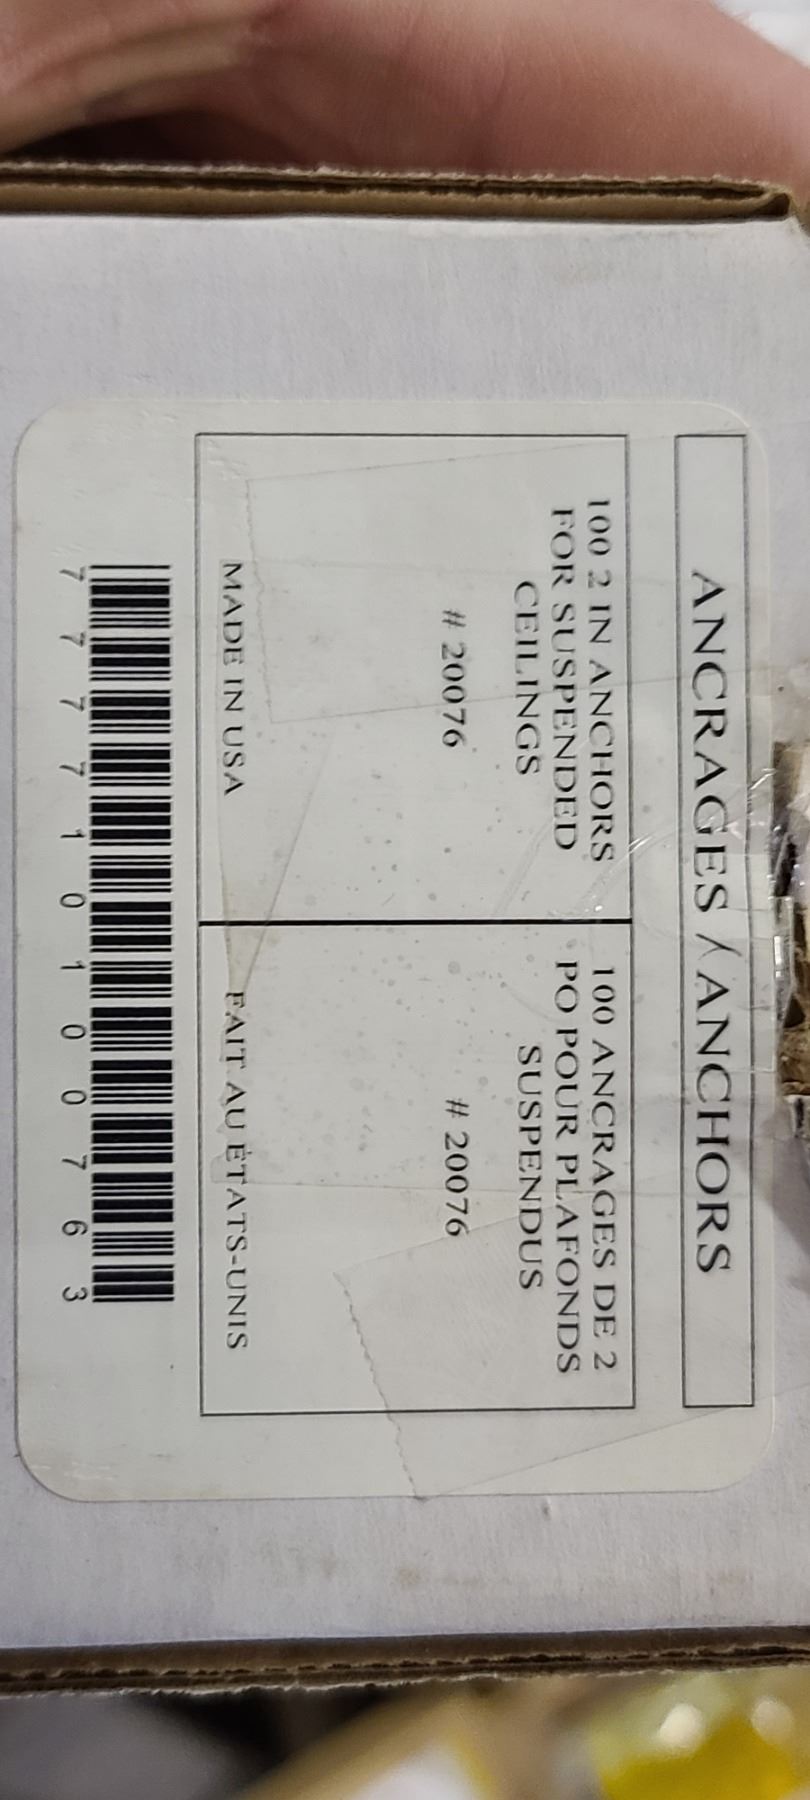 ANCRAGES / ANCHORS
100 2 IN ANCHORS
FOR SUSPENDED
CEILINGS
# 20076
MADE IN USA
100 ANCRAGES DE 2
PO POUR PLAFONDS
SUSPENDUS
# 20076
FAIT AU ÉTATS-UNIS
7 7 7 7 1 0 1 0 0 7 6 3